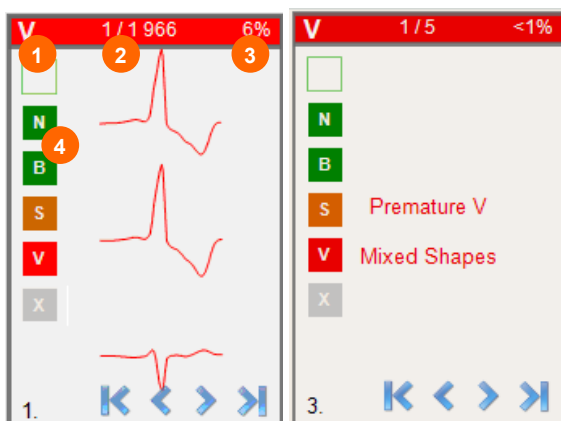 V 1 / 1 966 6%
1 2 3
N
4
B
S
V
X
1.
V 1 / 5 <1%
N
B
S Premature V
V Mixed Shapes
X
3.